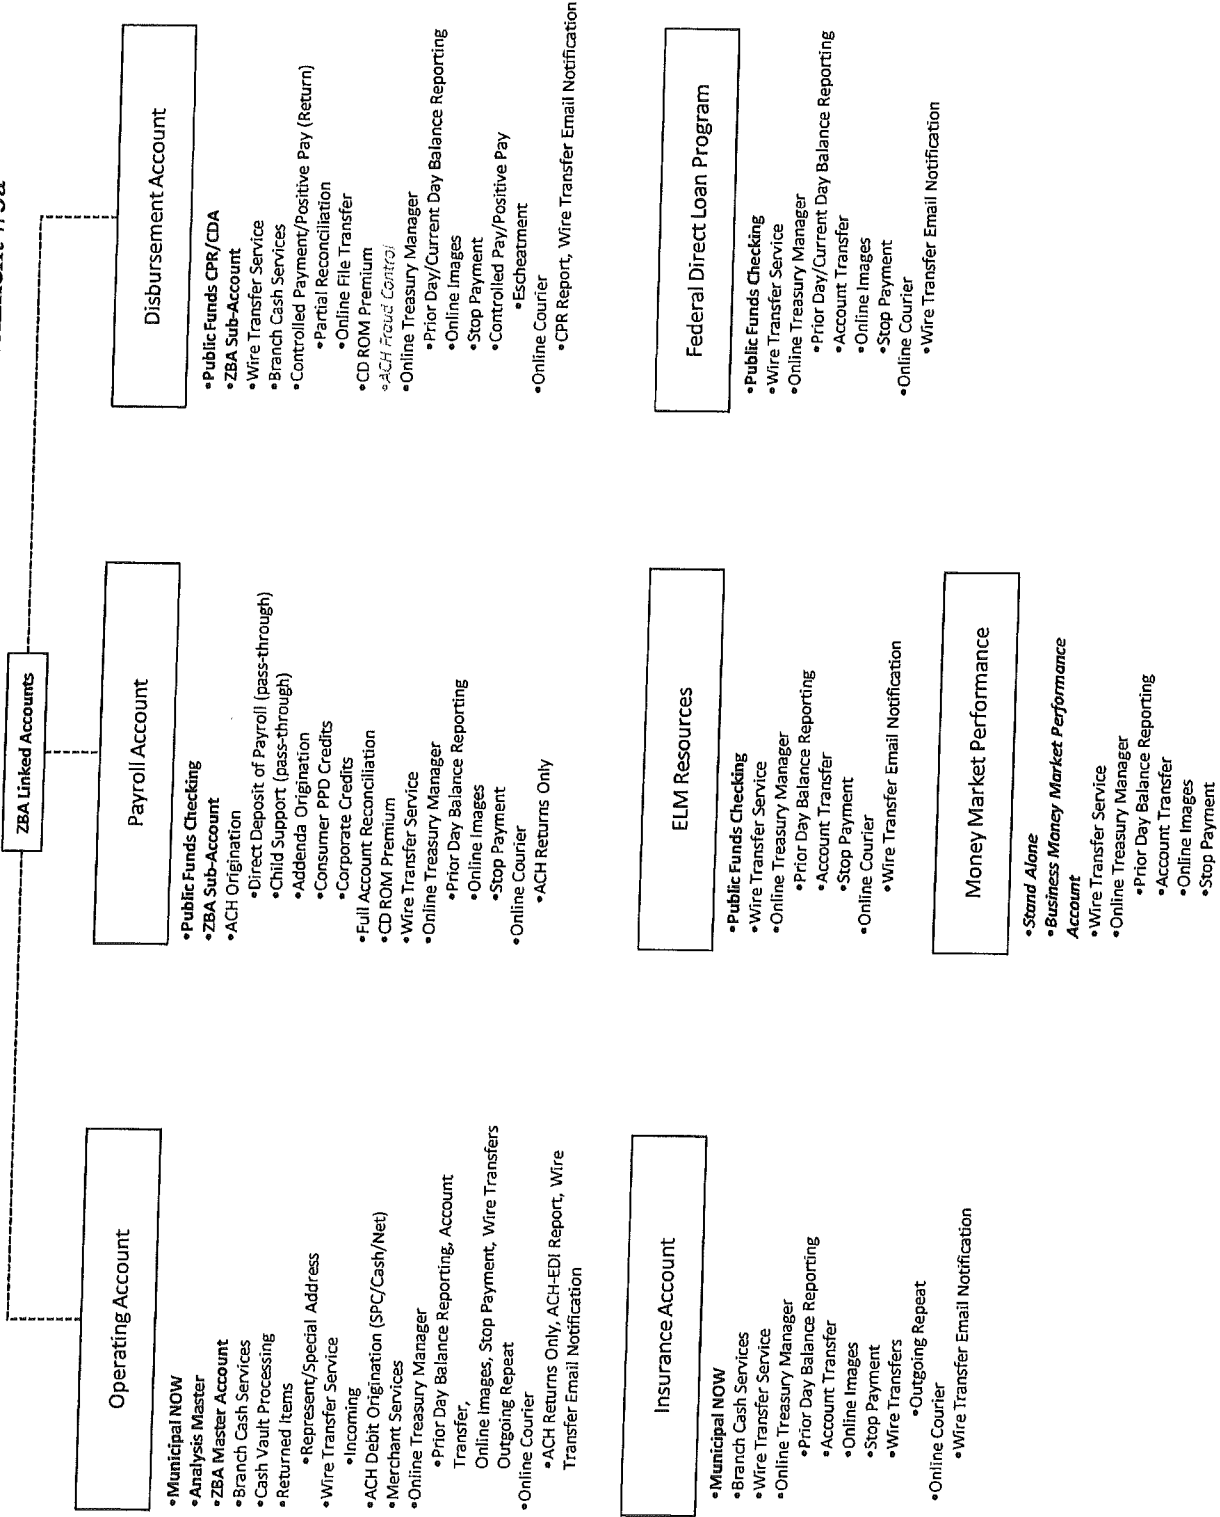 ZBA Linked Accounts
Operating Account
•Municipal NOW
•Analysis Master
•ZBA Master Account
•Branch Cash Services
•Cash Vault Processing
•Returned Items
•Represent/Special Address
•Wire Transfer Service
•Incoming
•ACH Debit Origination (SPC/Cash/Net)
•Merchant Services
•Online Treasury Manager
•Prior Day Balance Reporting, Account
Transfer,
Online Images, Stop Payment, Wire Transfers
Outgoing Repeat
•Online Courier
•ACH Returns Only, ACH-EDI Report, Wire
Transfer Email Notification
Payroll Account
•Public Funds Checking
•ZBA Sub-Account
•ACH Origination
•Direct Deposit of Payroll (pass-through)
•Child Support (pass-through)
•Addenda Origination
•Consumer PPD Credits
•Corporate Credits
•Full Account Reconciliation
•CD ROM Premium
•Wire Transfer Service
•Online Treasury Manager
•Prior Day Balance Reporting
•Online Images
•Stop Payment
•Online Courier
•ACH Returns Only
Disbursement Account
•Public Funds CPR/CDA
•ZBA Sub-Account
•Wire Transfer Service
•Branch Cash Services
•Controlled Payment/Positive Pay (Return)
•Partial Reconciliation
•Online File Transfer
•CD ROM Premium
•ACH Fraud Control
•Online Treasury Manager
•Prior Day/Current Day Balance Reporting
•Online Images
•Stop Payment
•Controlled Pay/Positive Pay
•Escheatment
•Online Courier
•CPR Report, Wire Transfer Email Notification
Insurance Account
•Municipal NOW
•Branch Cash Services
•Wire Transfer Service
•Online Treasury Manager
•Prior Day Balance Reporting
•Account Transfer
•Online Images
•Stop Payment
•Wire Transfers
•Outgoing Repeat
•Online Courier
•Wire Transfer Email Notification
ELM Resources
•Public Funds Checking
•Wire Transfer Service
•Online Treasury Manager
•Prior Day Balance Reporting
•Account Transfer
•Stop Payment
•Online Courier
•Wire Transfer Email Notification
Federal Direct Loan Program
•Public Funds Checking
•Wire Transfer Service
•Online Treasury Manager
•Prior Day/Current Day Balance Reporting
•Account Transfer
•Online Images
•Stop Payment
•Online Courier
•Wire Transfer Email Notification
Money Market Performance
•Stand Alone
•Business Money Market Performance
Account
•Wire Transfer Service
•Online Treasury Manager
•Prior Day Balance Reporting
•Account Transfer
•Online Images
•Stop Payment